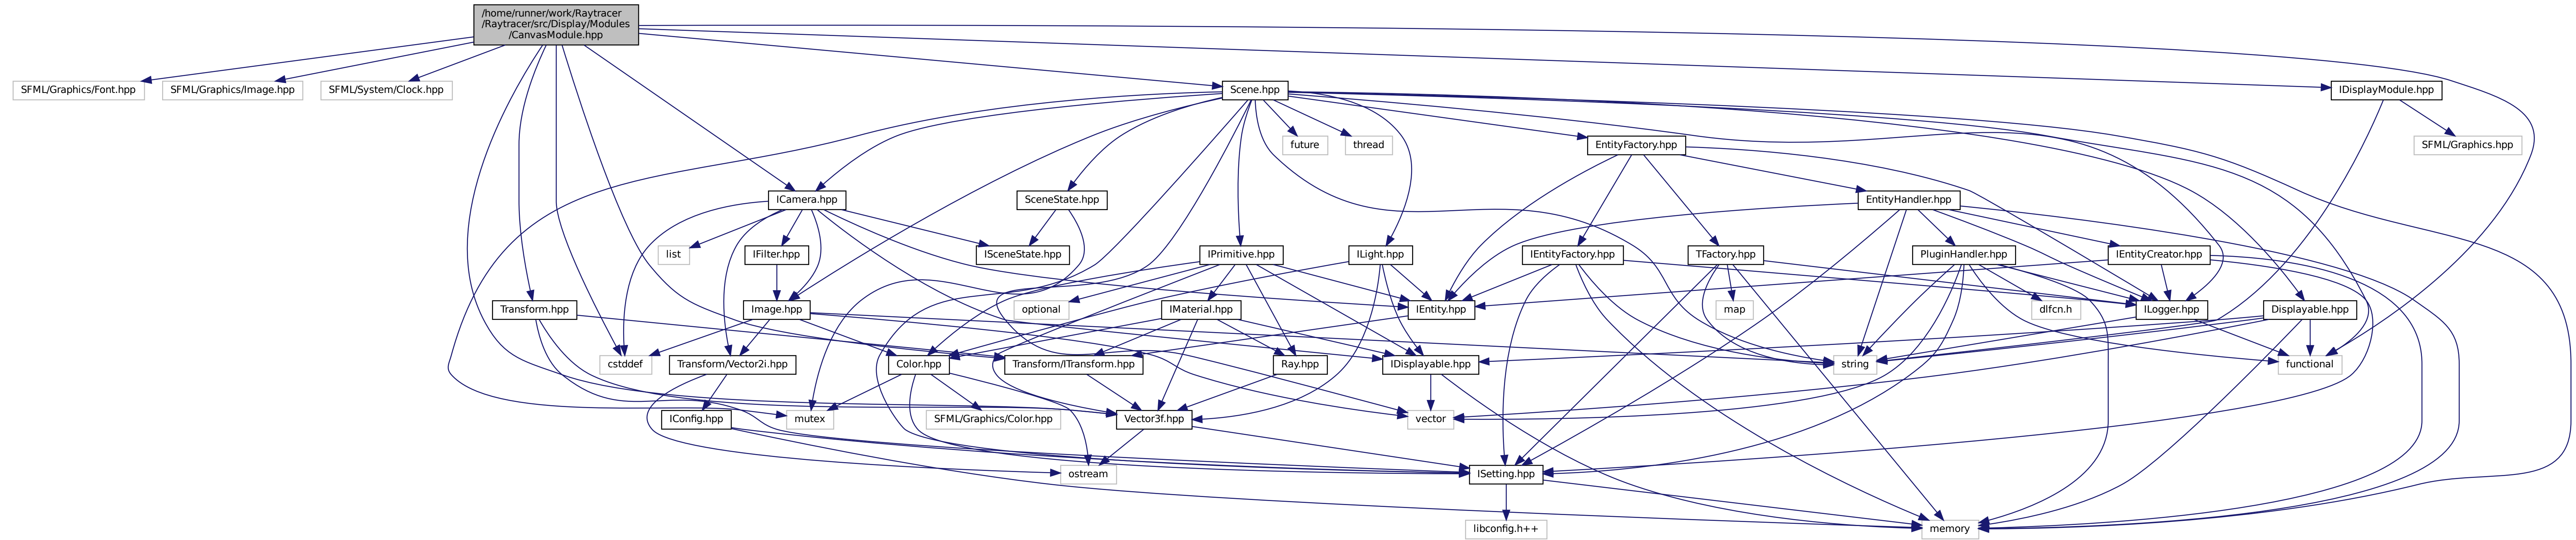 /home/runner/work/Raytracer
/Raytracer/src/Display/Modules
/CanvasModule.hpp
SFML/Graphics/Font.hpp
SFML/Graphics/Image.hpp
SFML/System/Clock.hpp
Scene.hpp
IDisplayModule.hpp
future
thread
EntityFactory.hpp
SFML/Graphics.hpp
ICamera.hpp
SceneState.hpp
EntityHandler.hpp
list
IFilter.hpp
ISceneState.hpp
IPrimitive.hpp
ILight.hpp
IEntityFactory.hpp
TFactory.hpp
PluginHandler.hpp
IEntityCreator.hpp
Transform.hpp
Image.hpp
optional
IMaterial.hpp
IEntity.hpp
map
dlfcn.h
ILogger.hpp
Displayable.hpp
cstddef
Transform/Vector2i.hpp
Color.hpp
Transform/ITransform.hpp
Ray.hpp
IDisplayable.hpp
string
functional
IConfig.hpp
mutex
SFML/Graphics/Color.hpp
Vector3f.hpp
vector
ostream
ISetting.hpp
libconfig.h++
memory